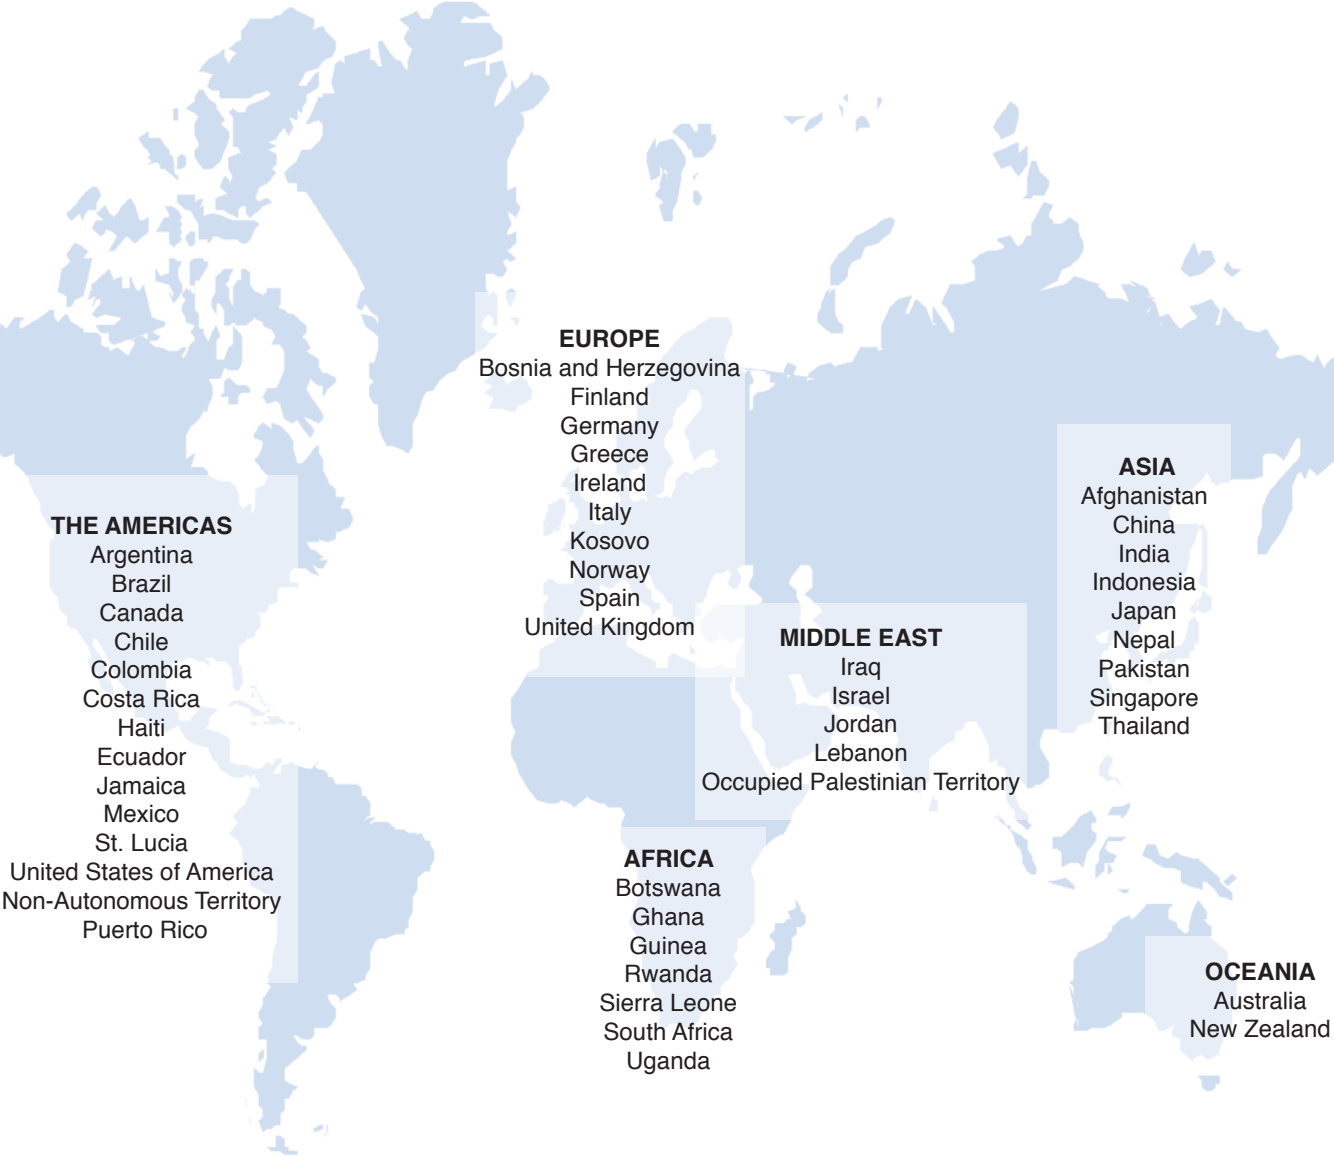 EUROPE
Bosnia and Herzegovina
Finland
Germany
Greece
Ireland
Italy
Kosovo
Norway
Spain
United Kingdom
ASIA
Afghanistan
China
India
Indonesia
Japan
Nepal
Pakistan
Singapore
Thailand
THE AMERICAS
Argentina
Brazil
Canada
Chile
Colombia
Costa Rica
Haiti
Ecuador
Jamaica
Mexico
St. Lucia
United States of America
Non-Autonomous Territory
Puerto Rico
MIDDLE EAST
Iraq
Israel
Jordan
Lebanon
Occupied Palestinian Territory
AFRICA
Botswana
Ghana
Guinea
Rwanda
Sierra Leone
South Africa
Uganda
OCEANIA
Australia
New Zealand